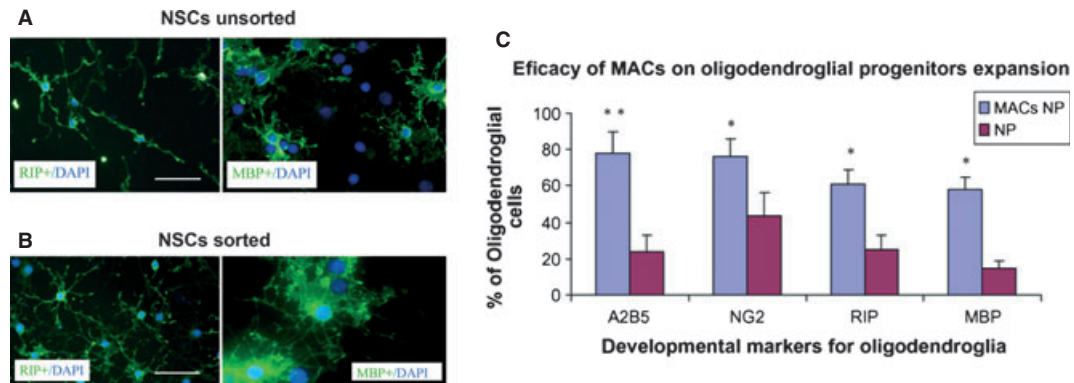 A
NSCs unsorted
RIP+/DAPI
MBP+/DAPI
B
NSCs sorted
RIP+/DAPI
MBP+/DAPI
C
Eficacy of MACs on oligodendroglial progenitors expansion
MACs NP
NP
% of Oligodendroglial
cells
100
80
60
40
20
0
* *
*
*
*
A2B5 NG2 RIP MBP
Developmental markers for oligodendroglia